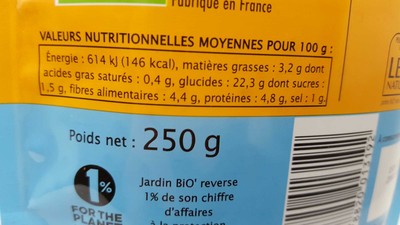 Fabriqué en France
VALEURS NUTRITIONNELLES MOYENNES POUR 100 g :
Énergie : 614 kJ (146 kcal), matières grasses : 3,2 g dont
acides gras saturés : 0,4 g, glucides : 22,3 g dont sucres :
1,5 g, fibres alimentaires : 4,4 g, protéines : 4,8 g, sel : 1 g.
Poids net : 250 g
1%
FOR THE
PLANET
Jardin BiO' reverse
1% de son chiffre
d'affaires
à la protection